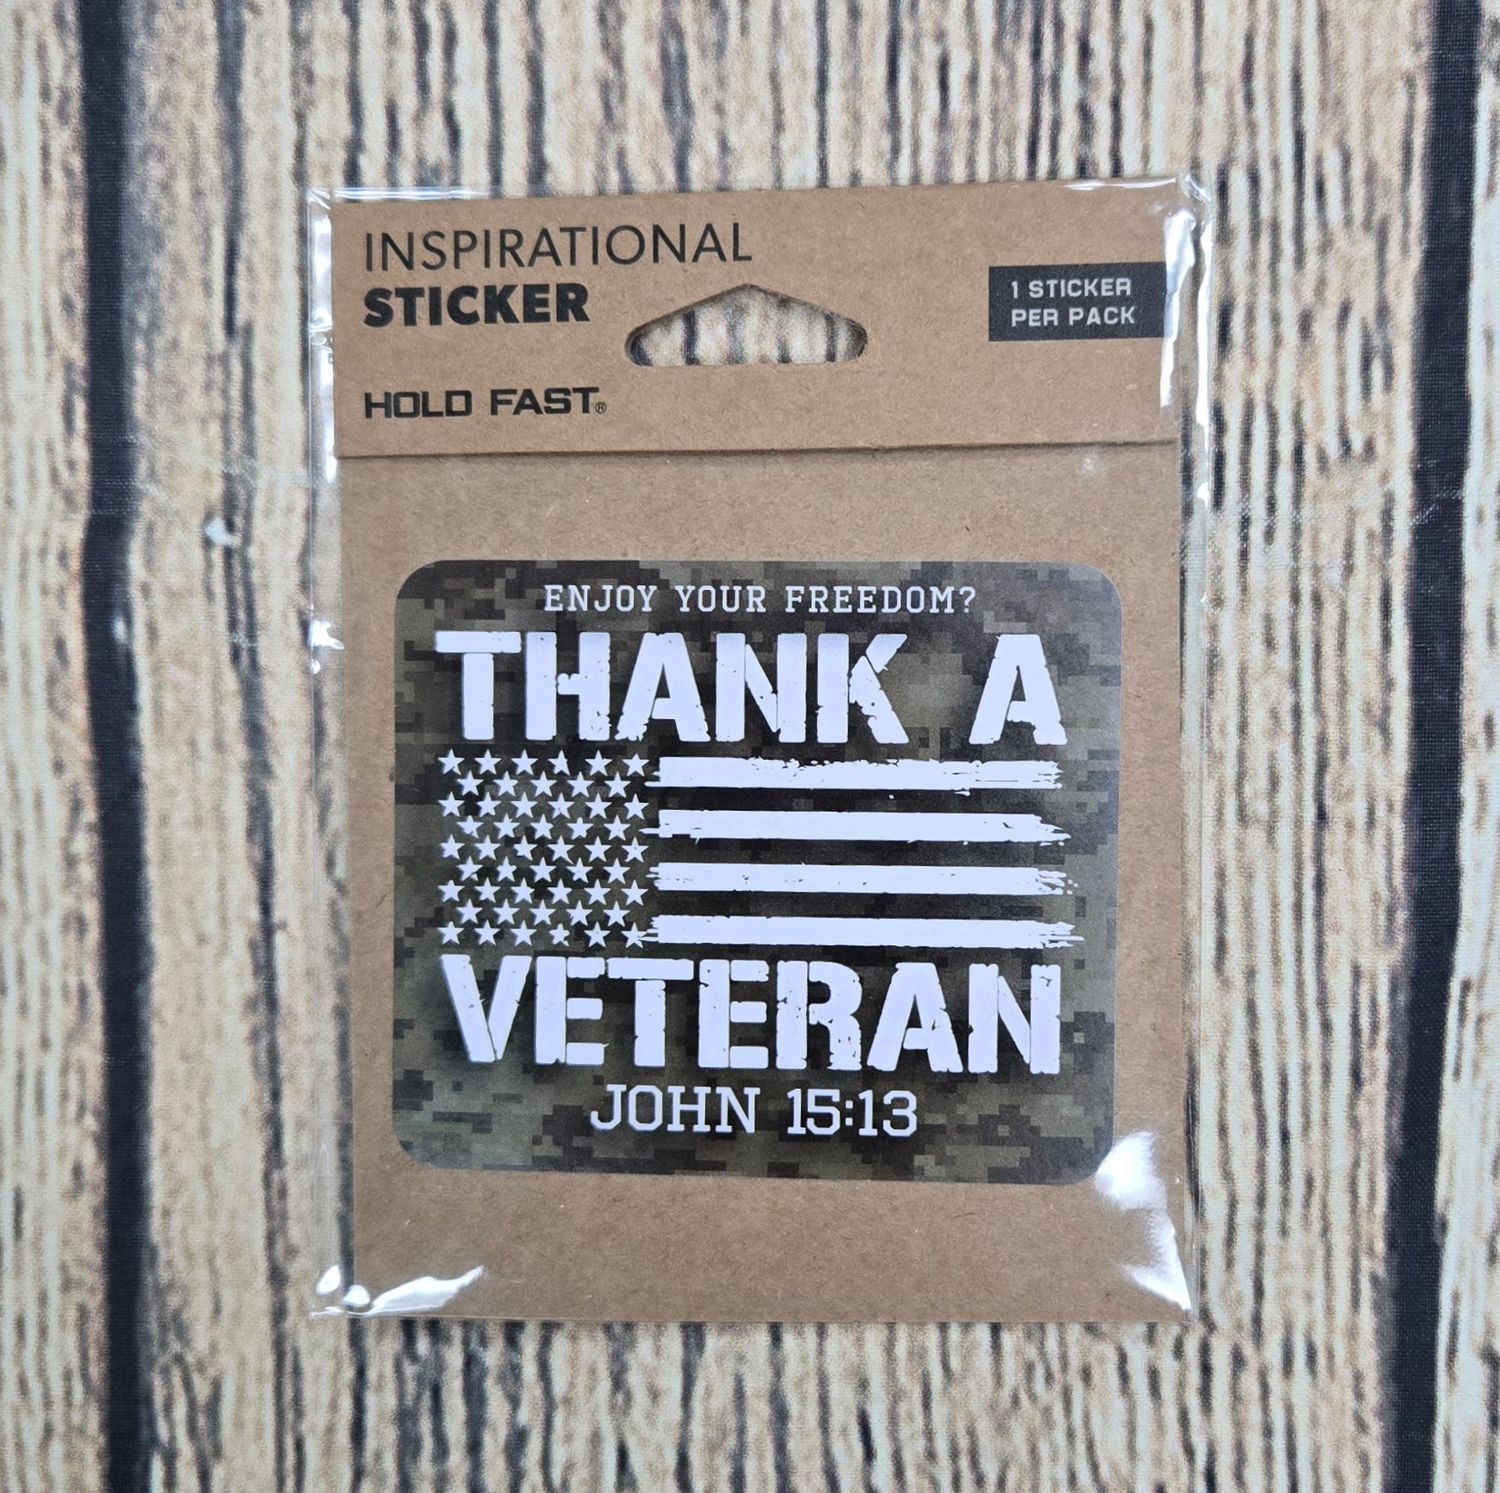 INSPIRATIONAL
STICKER
HOLD FAST®
1 STICKER
PER PACK
ENJOY YOUR FREEDOM?
THANK A
VETERAN
JOHN 15:13